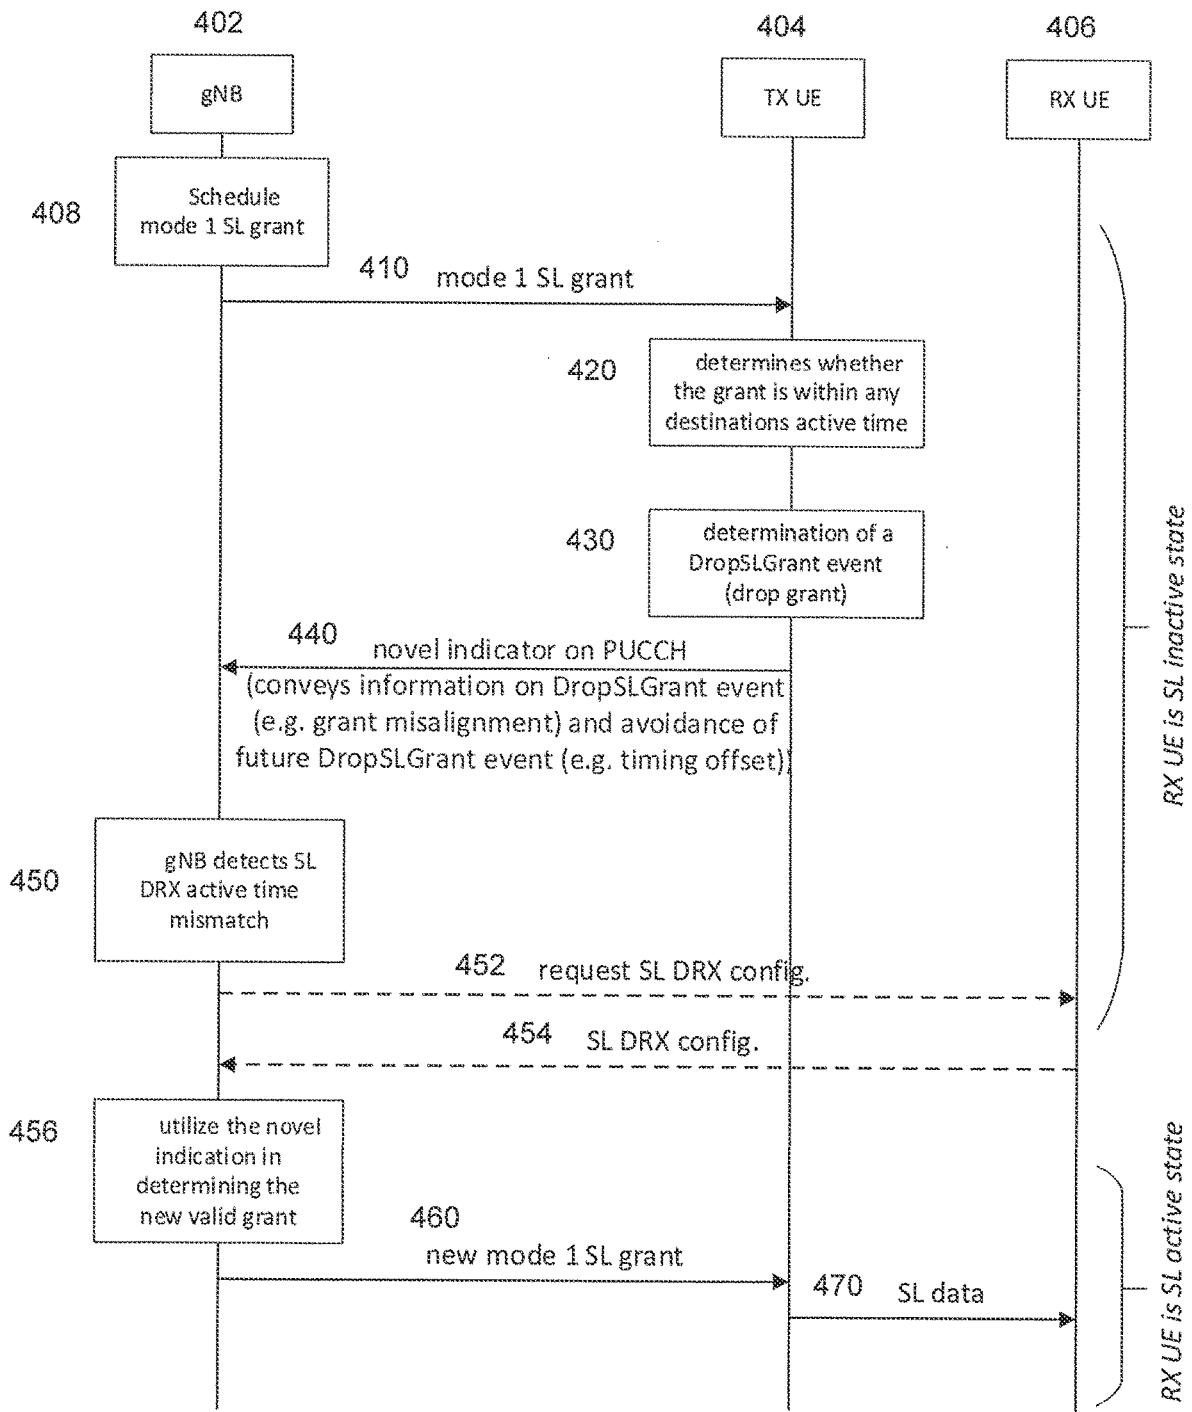 402
404
406
gNB
TX UE
RX UE
408
Schedule
mode 1 SL grant
410 mode 1 SL grant
420
determines whether
the grant is within any
destinations active time
430
determination of a
DropSLGrant event
(drop grant)
440
novel indicator on PUCCH
(conveys information on DropSLGrant event
(e.g. grant misalignment) and avoidance of
future DropSLGrant event (e.g. timing offset))
RX UE is SL inactive state
450
gNB detects SL
DRX active time
mismatch
452 request SL DRX config.
454 SL DRX config.
456
utilize the novel
indication in
determining the
new valid grant
460
new mode 1 SL grant
470 SL data
RX UE is SL active state